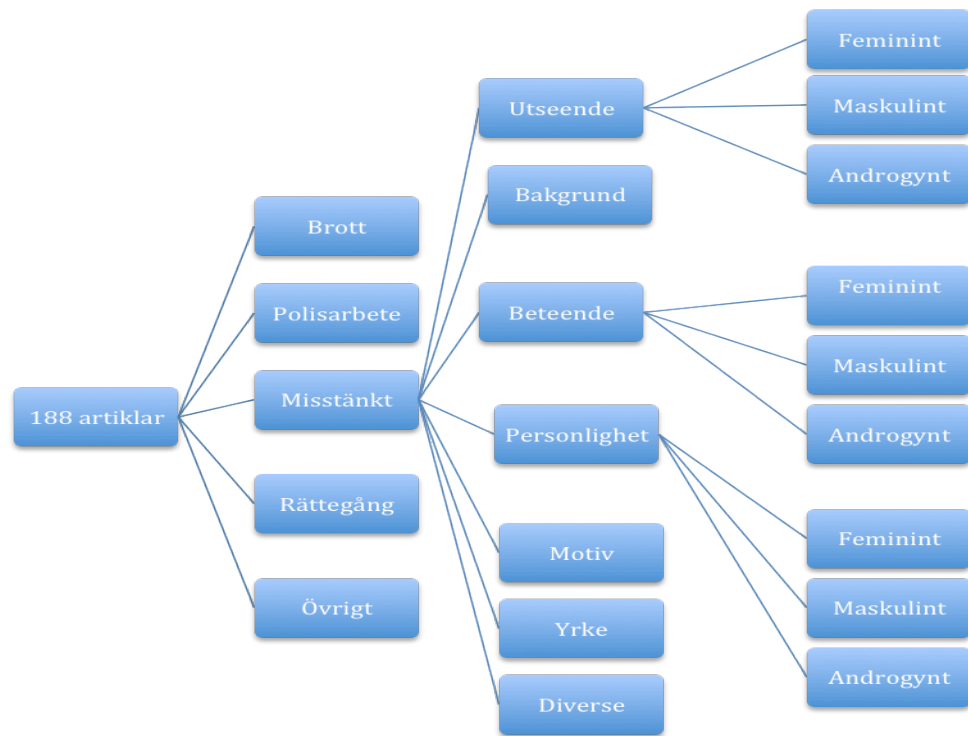 188 artiklar
Brott
Polisarbete
Misstänkt
Rättegång
Övrigt
Utseende
Bakgrund
Beteende
Personlighet
Motiv
Yrke
Diverse
Feminint
Maskulint
Androgynt
Feminint
Maskulint
Androgynt
Feminint
Maskulint
Androgynt